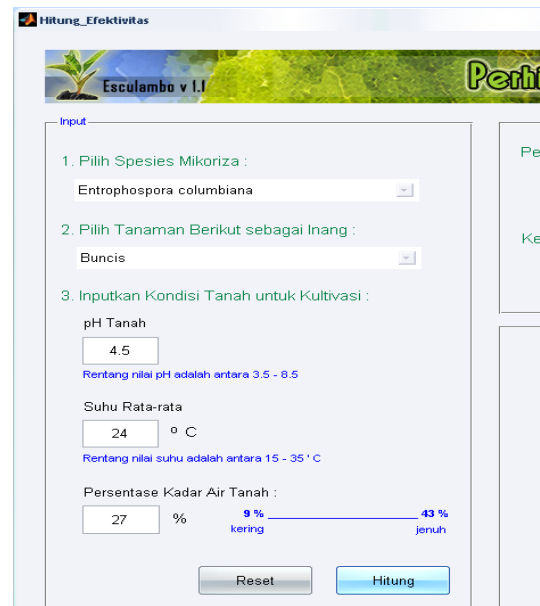 Hitung_Efektivitas
Esculambo v 1.1
Input
1. Pilih Spesies Mikoriza :
Entrophospora columbiana
2. Pilih Tanaman Berikut sebagai Inang :
Buncis
3. Inputkan Kondisi Tanah untuk Kultivasi :
pH Tanah
4.5
Rentang nilai pH adalah antara 3.5 - 8.5
Suhu Rata-rata
24 º C
Rentang nilai suhu adalah antara 15 - 35 ' C
Persentase Kadar Air Tanah :
27 % 9 % 43 %
kering jenuh
Reset Hitung